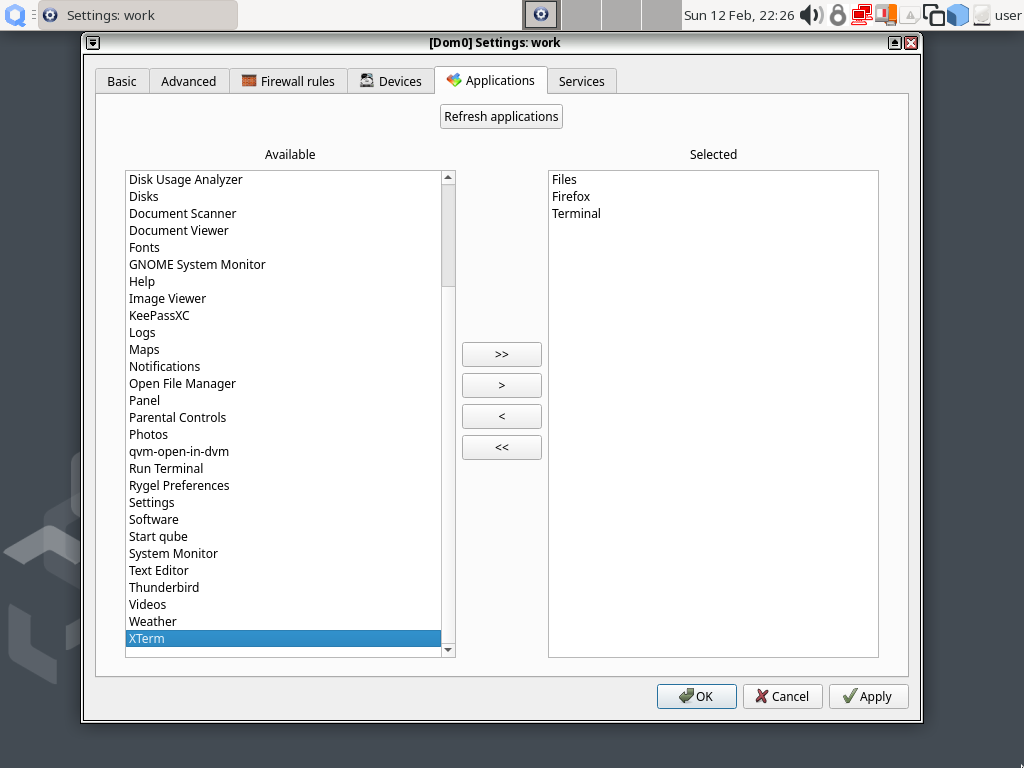 Settings: work
Sun 12 Feb, 22:26
user
[Dom0] Settings: work
Basic
Advanced
Firewall rules
Devices
Applications
Services
Refresh applications
Available
Selected
Disk Usage Analyzer
Disks
Document Scanner
Document Viewer
Fonts
GNOME System Monitor
Help
Image Viewer
KeePassXC
Logs
Maps
Notifications
Open File Manager
Panel
Parental Controls
Photos
qvm-open-in-dvm
Run Terminal
Rygel Preferences
Settings
Software
Start qube
System Monitor
Text Editor
Thunderbird
Videos
Weather
XTerm
>>
>
<
<<
Files
Firefox
Terminal
OK
Cancel
Apply